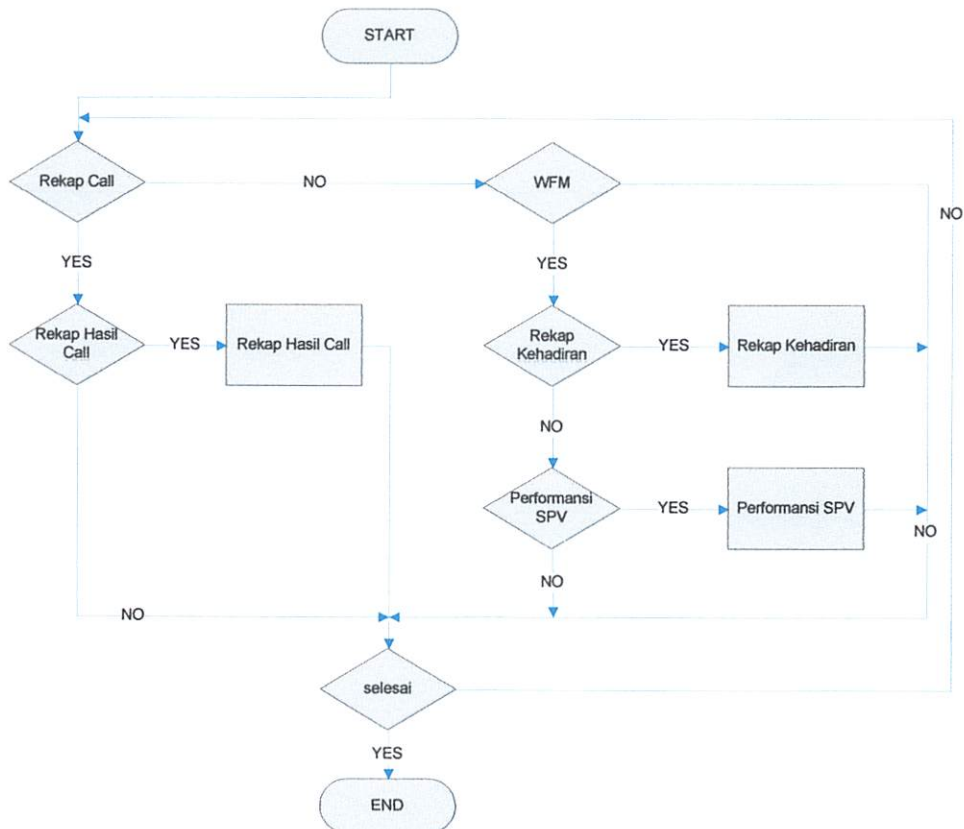 START
Rekap Call
NO
WFM
NO
YES
YES
Rekap Hasil
Call
YES
Rekap Hasil Call
Rekap
Kehadiran
YES
Rekap Kehadiran
NO
Performansi
SPV
YES
Performansi SPV
NO
NO
NO
selesai
YES
END